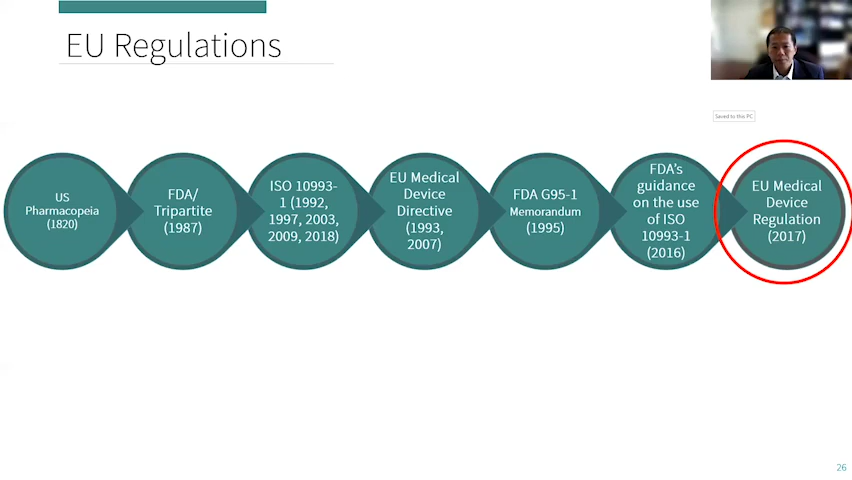 EU Regulations
Saved to this PC
US
Pharmacopeia
(1820)
FDA/
Tripartite
(1987)
ISO 10993-
1 (1992,
1997, 2003,
2009, 2018)
EU Medical
Device
Directive
(1993,
2007)
FDA G95-1
Memorandum
(1995)
FDA's
guidance
on the use
of ISO
10993-1
(2016)
EU Medical
Device
Regulation
(2017)
26